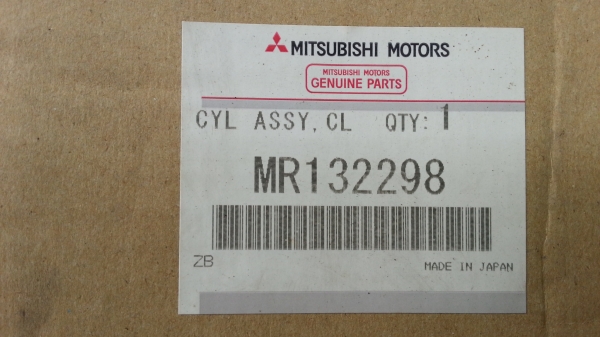 MITSUBISHI MOTORS
MITSUBISHI MOTORS
GENUINE PARTS
CYL ASSY,CL QTY: 1
MR132298
ZB MADE IN JAPAN